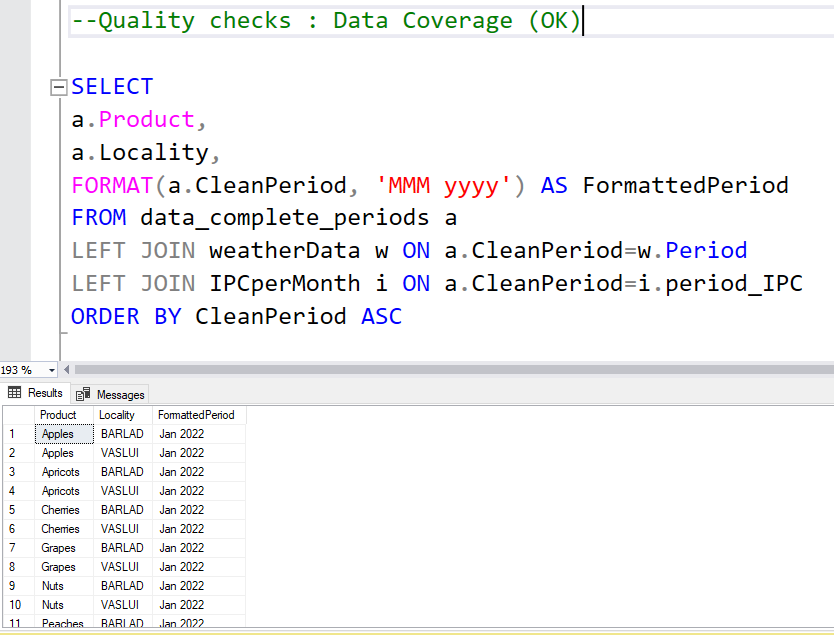 --Quality checks : Data Coverage (OK)
SELECT
a.Product,
a.Locality,
FORMAT(a.CleanPeriod, 'MMM yyyy') AS FormattedPeriod
FROM data_complete_periods a
LEFT JOIN weatherData w ON a.CleanPeriod=w.Period
LEFT JOIN IPCperMonth i ON a.CleanPeriod=i.period_IPC
ORDER BY CleanPeriod ASC
193 %
Results Messages
Product Locality FormattedPeriod
1 Apples BARLAD Jan 2022
2 Apples VASLUI Jan 2022
3 Apricots BARLAD Jan 2022
4 Apricots VASLUI Jan 2022
5 Cherries BARLAD Jan 2022
6 Cherries VASLUI Jan 2022
7 Grapes BARLAD Jan 2022
8 Grapes VASLUI Jan 2022
9 Nuts BARLAD Jan 2022
10 Nuts VASLUI Jan 2022
11 Peaches BARLAD Jan 2022